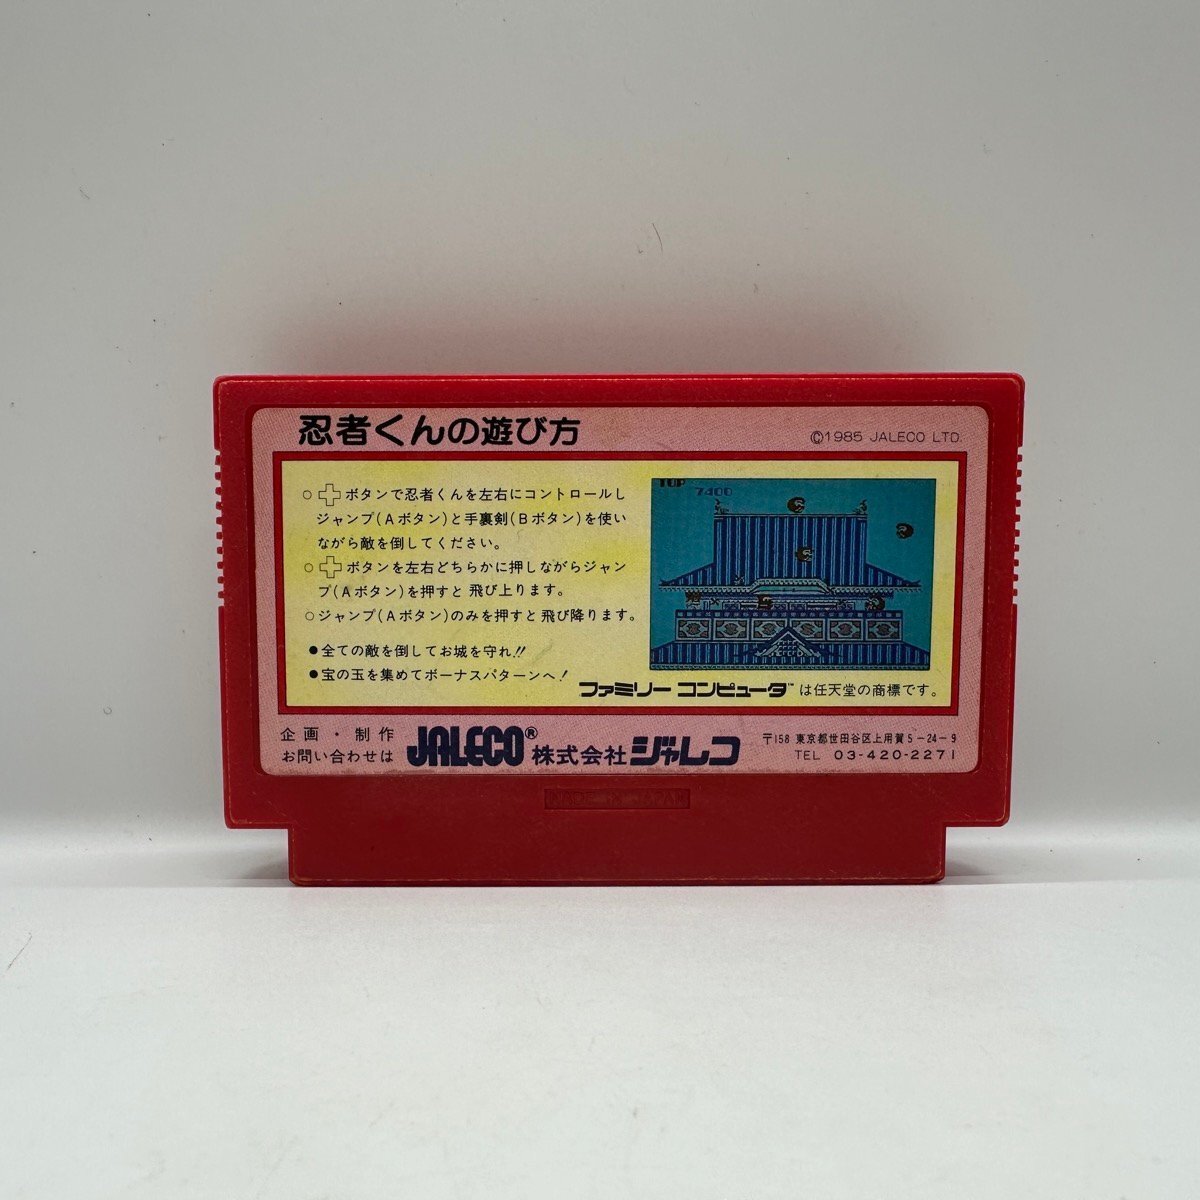 忍者くんの遊び方
©1985 JALECO LTD.
○ボタンで忍者くんを左右にコントロールし
ジャンプ(Aボタン)と手裏剣(Bボタン)を使い
ながら敵を倒してください。
○ボタンを左右どちらかに押しながらジャン
プ(Aボタン)を押すと飛び上ります。
○ジャンプ(Aボタン)のみを押すと飛び降ります。
●全ての敵を倒してお城を守れ!!
●宝の玉を集めてボーナスパターンへ!
TOP
7400
ファミリーコンピュータ™は任天堂の商標です。
企画・制作
お問い合わせは
JALECO® 株式会社ジャレコ
〒158 東京都世田谷区上用賀5-24-9
TEL 03-420-2271
MADE IN JAPAN